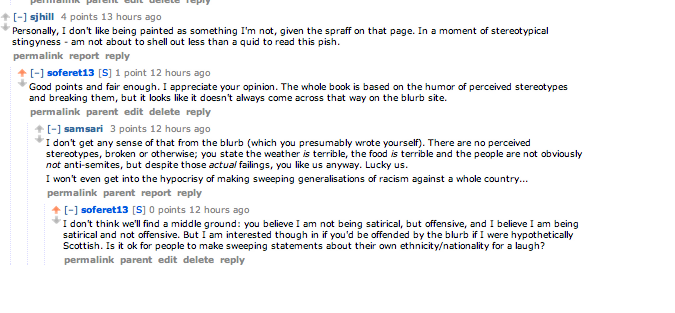 permalink parent edit delete reply
[–] sjhill 4 points 13 hours ago
Personally, I don't like being painted as something I'm not, given the spraff on that page. In a moment of stereotypical
stingyness - am not about to shell out less than a quid to read this pish.
permalink report reply
[–] soferet13 [S] 1 point 12 hours ago
Good points and fair enough. I appreciate your opinion. The whole book is based on the humor of perceived stereotypes
and breaking them, but it looks like it doesn't always come across that way on the blurb site.
permalink parent edit delete reply
[–] samsari 3 points 12 hours ago
I don't get any sense of that from the blurb (which you presumably wrote yourself). There are no perceived
stereotypes, broken or otherwise; you state the weather is terrible, the food is terrible and the people are not obviously
not anti-semites, but despite those actual failings, you like us anyway. Lucky us.
I won't even get into the hypocrisy of making sweeping generalisations of racism against a whole country...
permalink parent report reply
[–] soferet13 [S] 0 points 12 hours ago
I don't think we'll find a middle ground: you believe I am not being satirical, but offensive, and I believe I am being
satirical and not offensive. But I am interested though in if you'd be offended by the blurb if I were hypothetically
Scottish. Is it ok for people to make sweeping statements about their own ethnicity/nationality for a laugh?
permalink parent edit delete reply